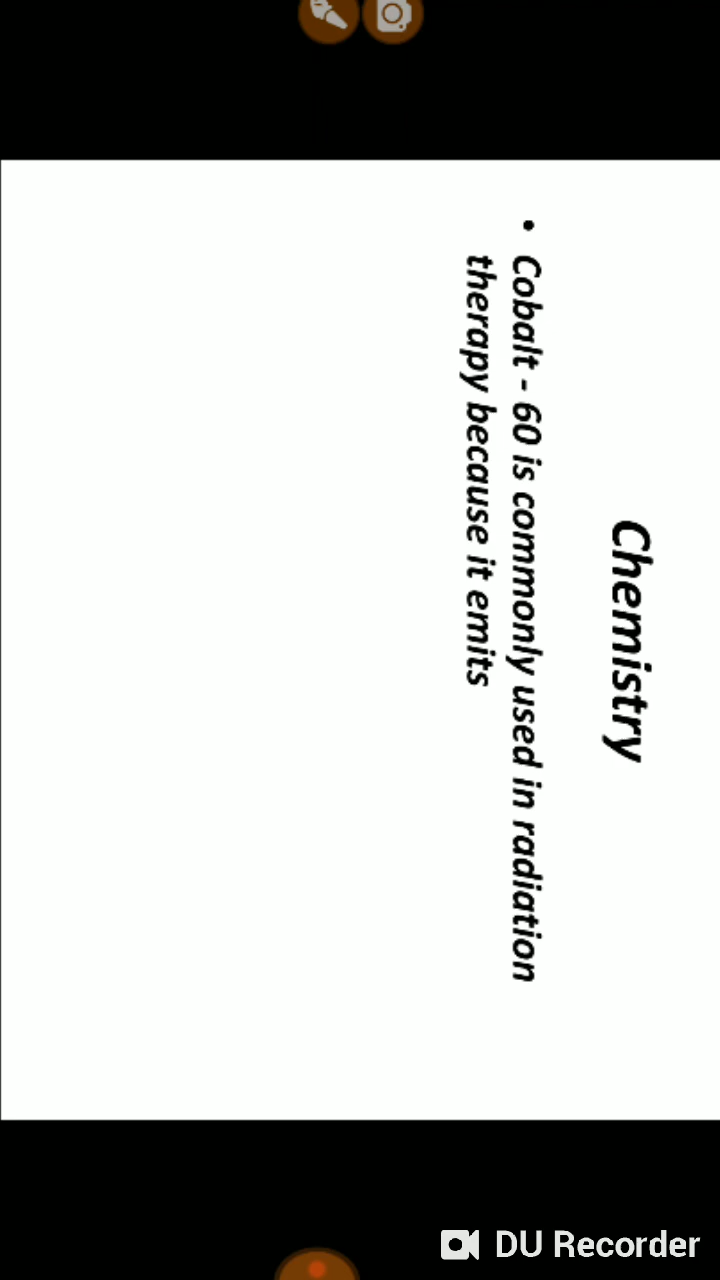 Chemistry
• Cobalt - 60 is commonly used in radiation
therapy because it emits
DU Recorder